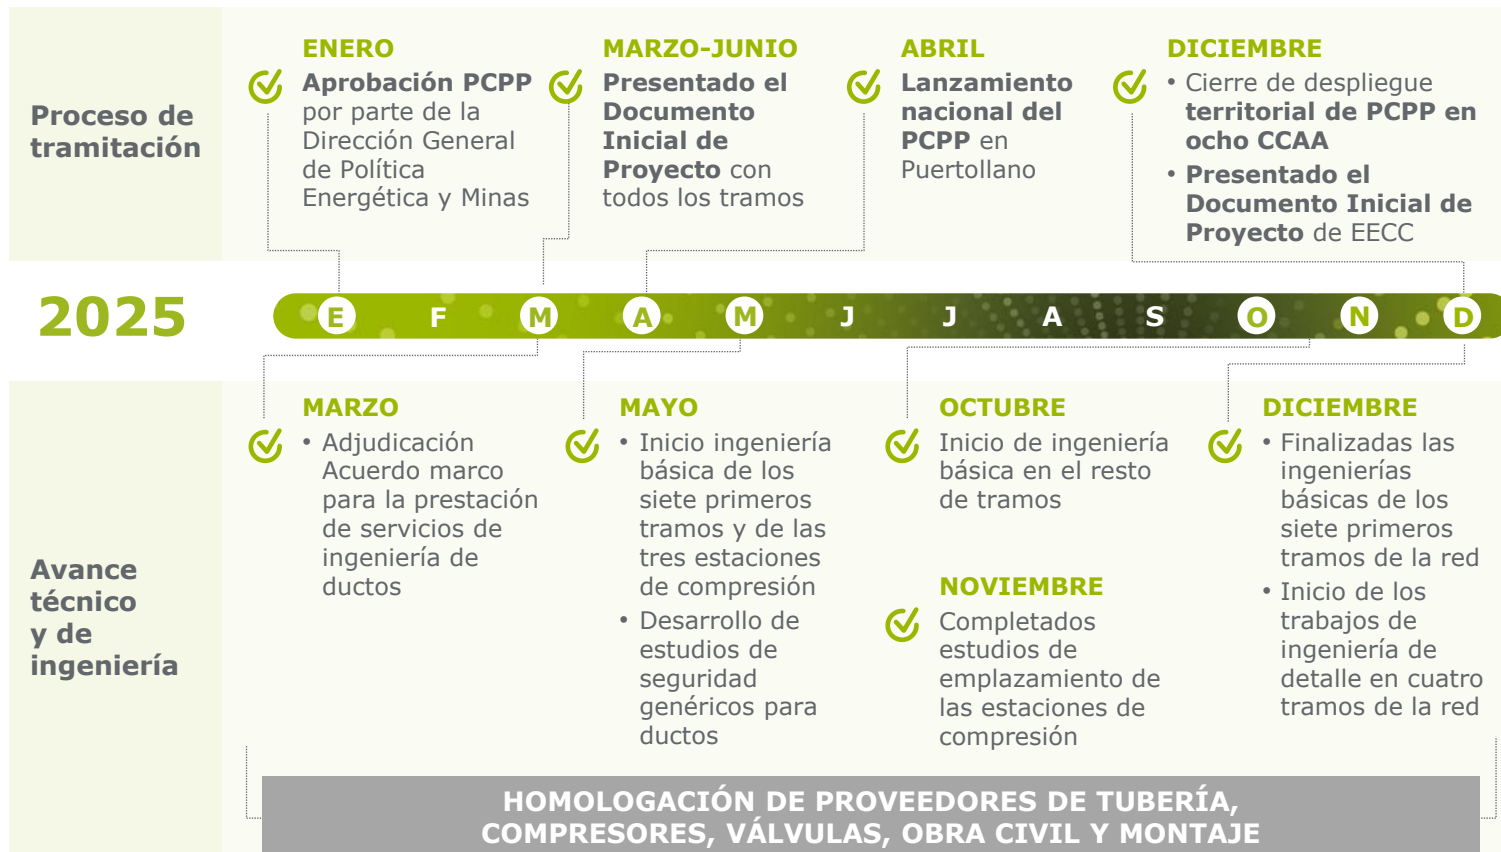 Proceso de
tramitación
ENERO
Aprobación PCPP
por parte de la
Dirección General
de Política
Energética y Minas
MARZO-JUNIO
Presentado el
Documento
Inicial de
Proyecto con
todos los tramos
ABRIL
Lanzamiento
nacional del
PCPP en
Puertollano
DICIEMBRE
• Cierre de despliegue
territorial de PCPP en
ocho CCAA
• Presentado el
Documento Inicial de
Proyecto de EECC
2025
E F M A M J J A S O N D
Avance
técnico
y de
ingeniería
MARZO
• Adjudicación
Acuerdo marco
para la prestación
de servicios de
ingeniería de
ductos
MAYO
• Inicio ingeniería
básica de los
siete primeros
tramos y de las
tres estaciones
de compresión
• Desarrollo de
estudios de
seguridad
genéricos para
ductos
OCTUBRE
Inicio de ingeniería
básica en el resto
de tramos
NOVIEMBRE
Completados
estudios de
emplazamiento de
las estaciones de
compresión
DICIEMBRE
• Finalizadas las
ingenierías
básicas de los
siete primeros
tramos de la red
• Inicio de los
trabajos de
ingeniería de
detalle en cuatro
tramos de la red
HOMOLOGACIÓN DE PROVEEDORES DE TUBERÍA,
COMPRESORES, VÁLVULAS, OBRA CIVIL Y MONTAJE